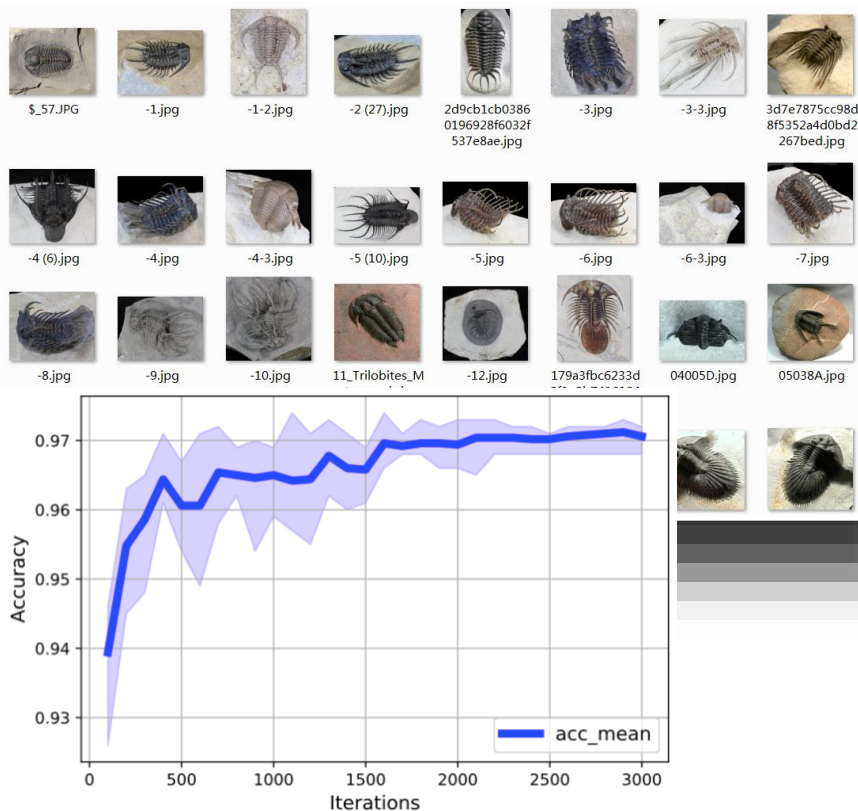 $_57.JPG
-1.jpg
-1-2.jpg
-2 (27).jpg
2d9cb1cb0386
0196928f6032f
537e8ae.jpg
-3.jpg
-3-3.jpg
3d7e7875cc98d
8f5352a4d0bd2
267bed.jpg
-4 (6).jpg
-4.jpg
-4-3.jpg
-5 (10).jpg
-5.jpg
-6.jpg
-6-3.jpg
-7.jpg
-8.jpg
-9.jpg
-10.jpg
11_Trilobites_M
-12.jpg
179a3fbc6233d
04005D.jpg
05038A.jpg
0.97
0.96
0.95
0.94
0.93
Accuracy
acc_mean
0 500 1000 1500 2000 2500 3000
Iterations